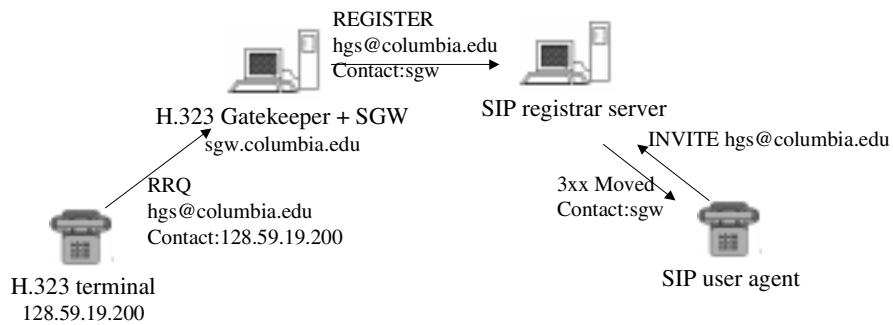 REGISTER
hgs@columbia.edu
Contact:sgw
H.323 Gatekeeper + SGW
sgw.columbia.edu
SIP registrar server
INVITE hgs@columbia.edu
RRQ
hgs@columbia.edu
Contact:128.59.19.200
3xx Moved
Contact:sgw
H.323 terminal
128.59.19.200
SIP user agent